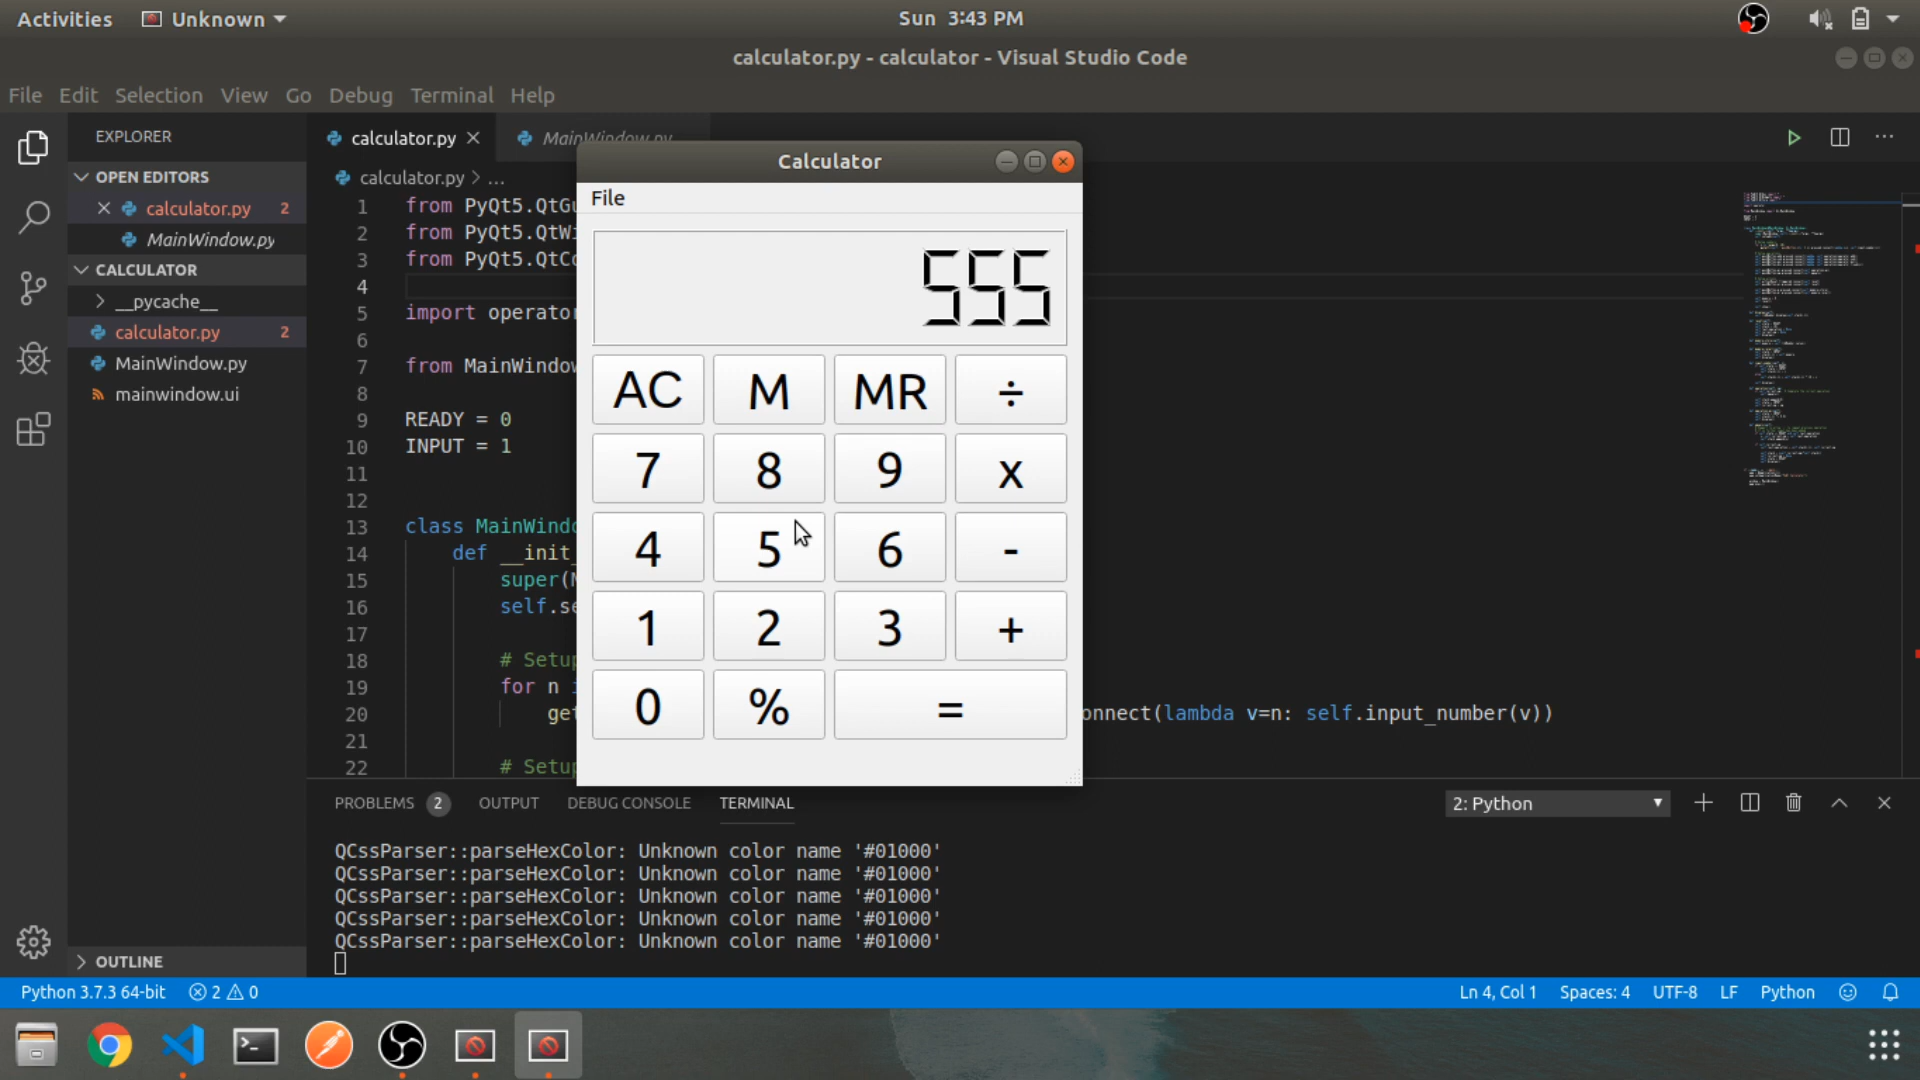 Activities
Unknown
Sun 3:43 PM
calculator.py - calculator - Visual Studio Code
File Edit Selection View Go Debug Terminal Help
EXPLORER
OPEN EDITORS
calculator.py 2
MainWindow.py
CALCULATOR
__pycache__
calculator.py 2
MainWindow.py
mainwindow.ui
OUTLINE
calculator.py
MainWindow.py
calculator.py > ...
1 from PyQt5.QtGu
2 from PyQt5.QtWi
3 from PyQt5.QtCo
4
5 import operator
6
7 from MainWindow
8
9 READY = 0
10 INPUT = 1
11
12
13 class MainWindo
14 def __init_
15 super(M
16 self.se
17
18 # Setup
19 for n i
20 get onnect(lambda v=n: self.input_number(v))
21
22 # Setup
Calculator
File
555
AC M MR ÷
7 8 9 x
4 5 6 -
1 2 3 +
0 % =
PROBLEMS 2 OUTPUT DEBUG CONSOLE TERMINAL
2: Python
QCssParser::parseHexColor: Unknown color name '#01000'
QCssParser::parseHexColor: Unknown color name '#01000'
QCssParser::parseHexColor: Unknown color name '#01000'
QCssParser::parseHexColor: Unknown color name '#01000'
QCssParser::parseHexColor: Unknown color name '#01000'
Python 3.7.3 64-bit 2 0
Ln 4, Col 1 Spaces: 4 UTF-8 LF Python